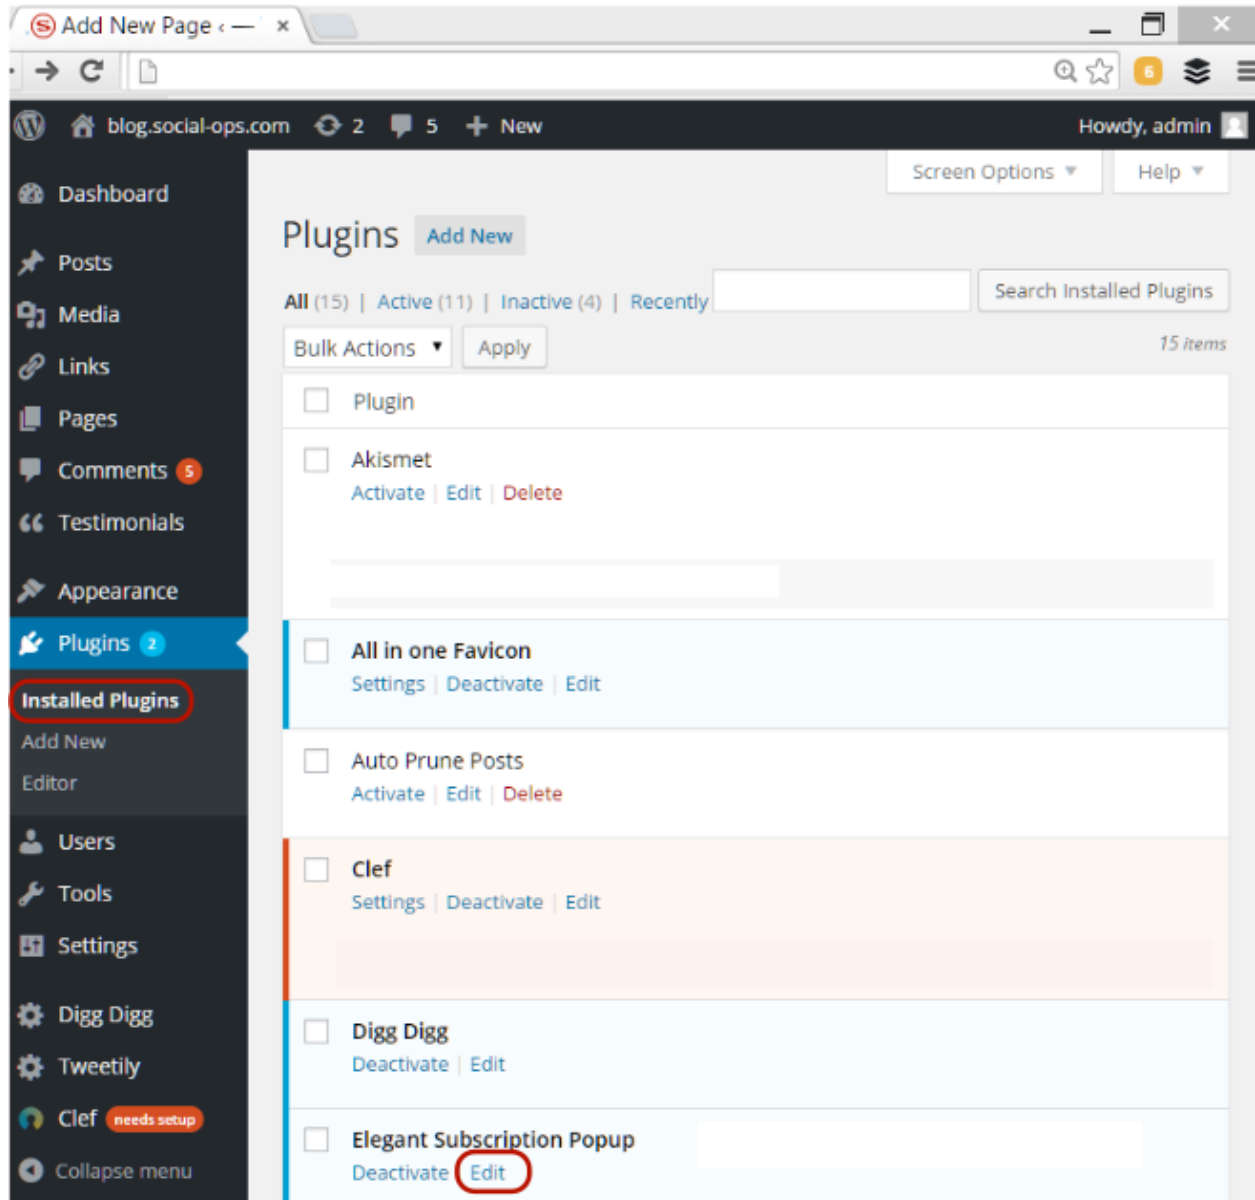 Add New Page ‹ —
6
blog.social-ops.com 2 5 + New Howdy, admin
Screen Options ▼ Help ▼
Dashboard
Posts
Media
Links
Pages
Comments 5
Testimonials
Appearance
Plugins 2
Installed Plugins
Add New
Editor
Users
Tools
Settings
Digg Digg
Tweetily
Clef needs setup
Collapse menu
Plugins Add New
All (15) | Active (11) | Inactive (4) | Recently
Search Installed Plugins
Bulk Actions ▼ Apply
15 items
Plugin
Akismet
Activate | Edit | Delete
All in one Favicon
Settings | Deactivate | Edit
Auto Prune Posts
Activate | Edit | Delete
Clef
Settings | Deactivate | Edit
Digg Digg
Deactivate | Edit
Elegant Subscription Popup
Deactivate Edit